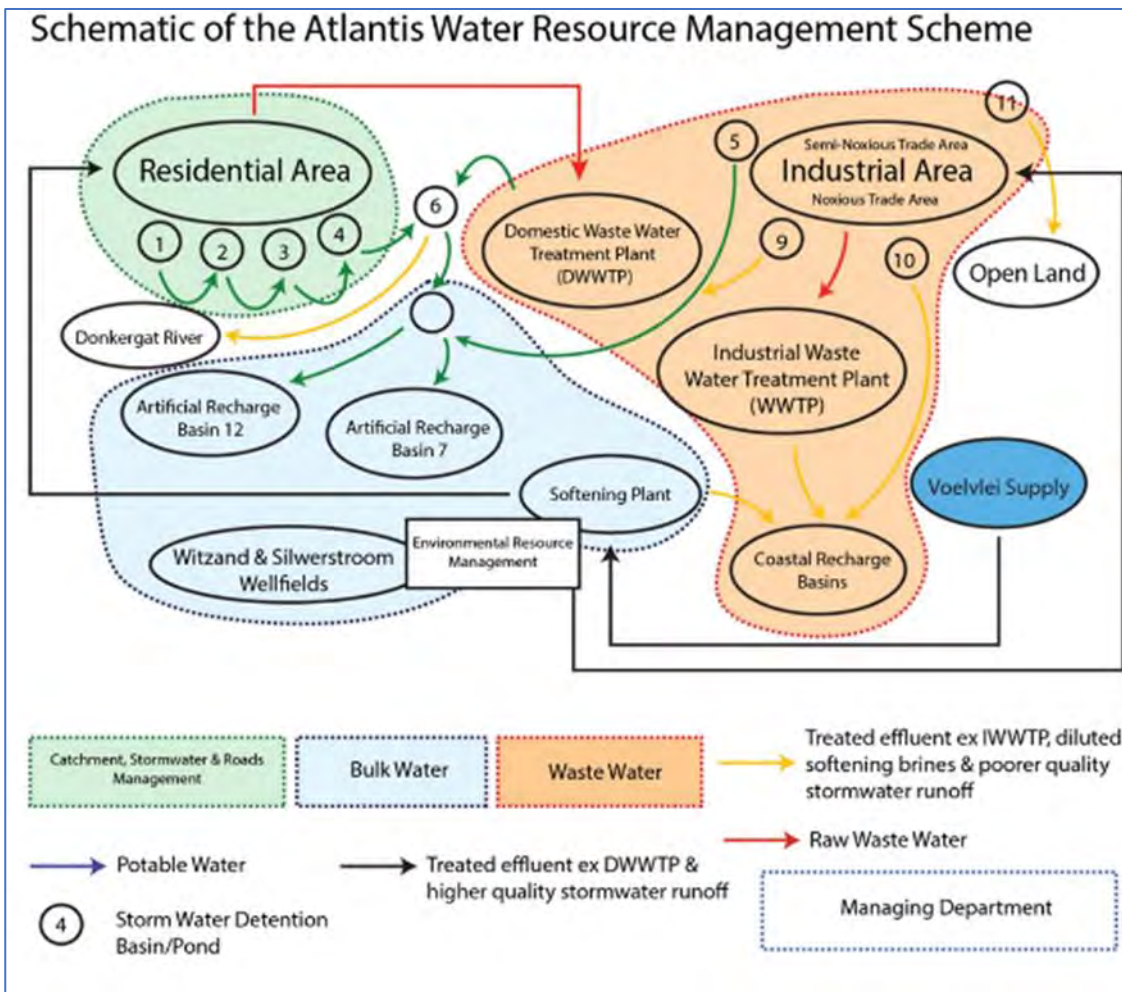 Schematic of the Atlantis Water Resource Management Scheme
Residential Area
1
2
3
4
6
5
Semi-Noxious Trade Area
Industrial Area
Noxious Trade Area
11
Domestic Waste Water
Treatment Plant
(DWWTP)
9
10
Open Land
Donkergat River
Industrial Waste
Water Treatment Plant
(WWTP)
Artificial Recharge
Basin 12
Artificial Recharge
Basin 7
Softening Plant
Voelvlei Supply
Witzand & Silwerstroom
Wellfields
Environmental Resource
Management
Coastal Recharge
Basins
Catchment, Stormwater & Roads
Management
Bulk Water
Waste Water
Treated effluent ex IWWTP, diluted
softening brines & poorer quality
stormwater runoff
Potable Water
Treated effluent ex DWWTP &
higher quality stormwater runoff
Raw Waste Water
4
Storm Water Detention
Basin/Pond
Managing Department